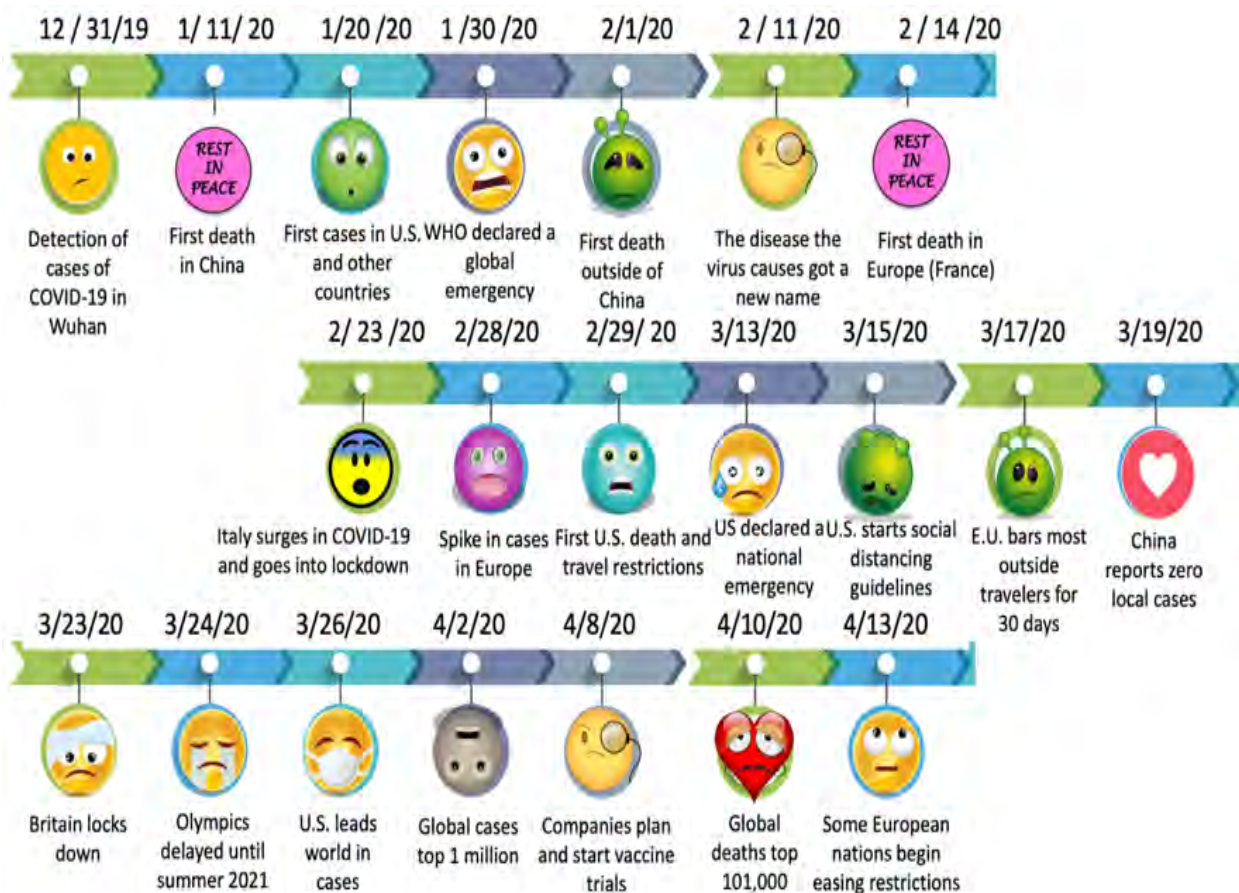 12 / 31/19 1/ 11/ 20 1/20 /20 1 /30 /20 2/1/20 2 / 11 /20 2 / 14 /20
REST
IN
PEACE
REST
IN
PEACE
Detection of
cases of
COVID-19 in
Wuhan
First death
in China
First cases in U.S.
and other
countries
WHO declared a
global
emergency
First death
outside of
China
The disease the
virus causes got a
new name
First death in
Europe (France)
2/ 23 /20 2/28/20 2/29/ 20 3/13/20 3/15/20 3/17/20 3/19/20
Italy surges in COVID-19
and goes into lockdown
Spike in cases
in Europe
First U.S. death and
travel restrictions
US declared a
national
emergency
U.S. starts social
distancing
guidelines
E.U. bars most
outside
travelers for
30 days
China
reports zero
local cases
3/23/20 3/24/20 3/26/20 4/2/20 4/8/20 4/10/20 4/13/20
Britain locks
down
Olympics
delayed until
summer 2021
U.S. leads
world in
cases
Global cases
top 1 million
Companies plan
and start vaccine
trials
Global
deaths top
101,000
Some European
nations begin
easing restrictions